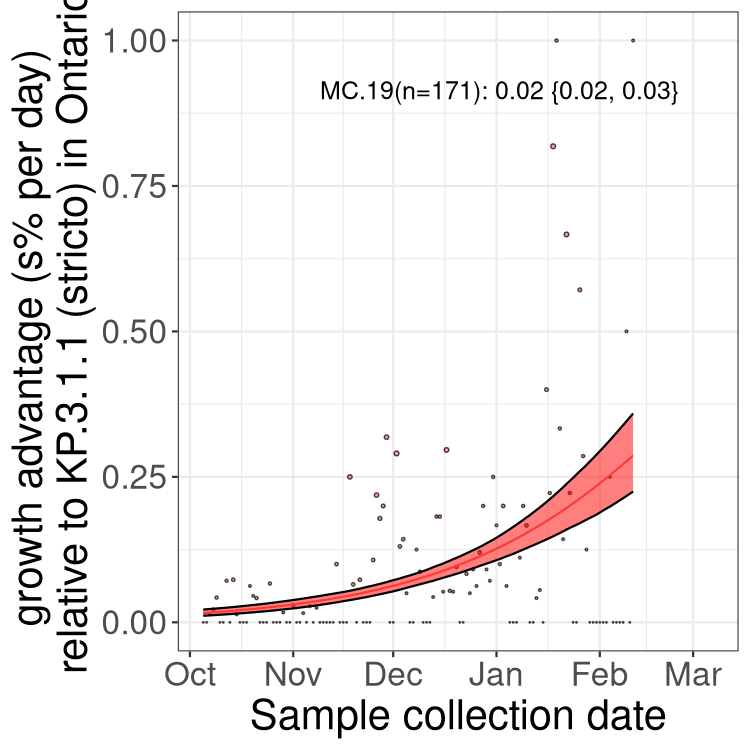 growth advantage (s% per day)
relative to KP.3.1.1 (stricto) in Ontario
1.00
0.75
0.50
0.25
0.00
MC.19(n=171): 0.02 {0.02, 0.03}
Oct Nov Dec Jan Feb Mar
Sample collection date